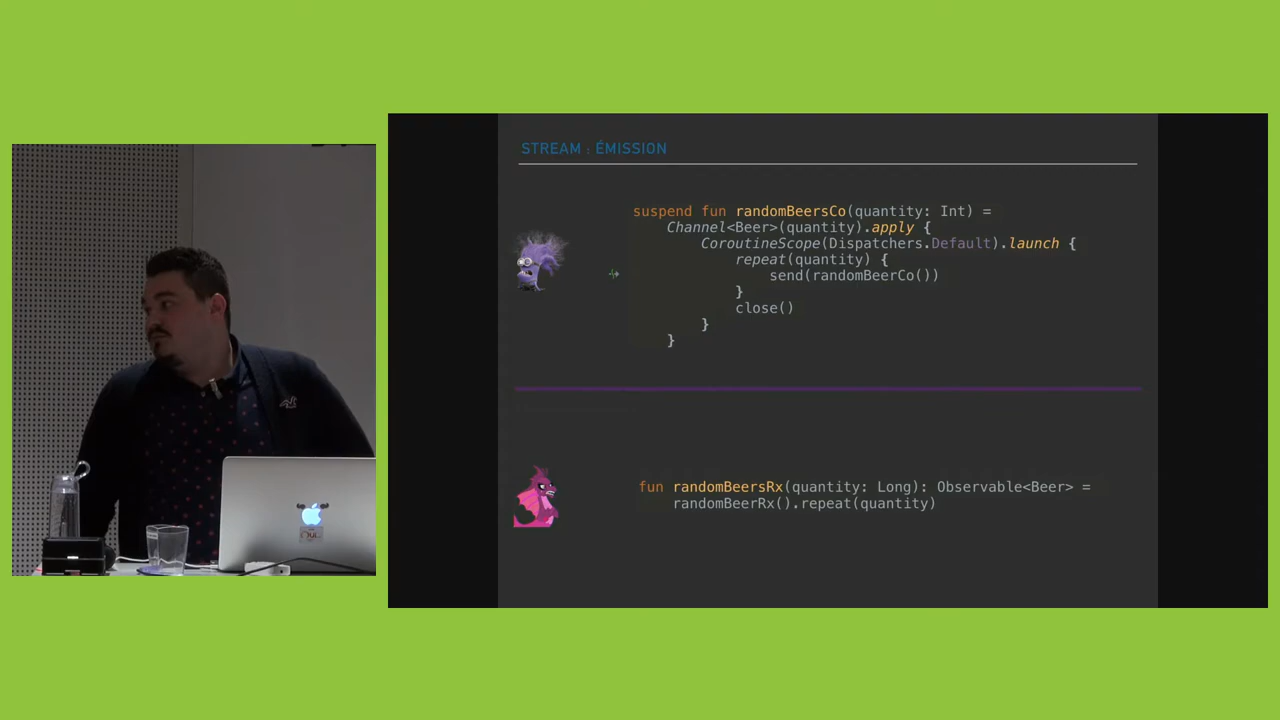 STREAM : ÉMISSION
suspend fun randomBeersCo(quantity: Int) =
Channel<Beer>(quantity).apply {
CoroutineScope(Dispatchers.Default).launch {
repeat(quantity) {
send(randomBeerCo())
}
close()
}
}
fun randomBeersRx(quantity: Long): Observable<Beer> =
randomBeerRx().repeat(quantity)